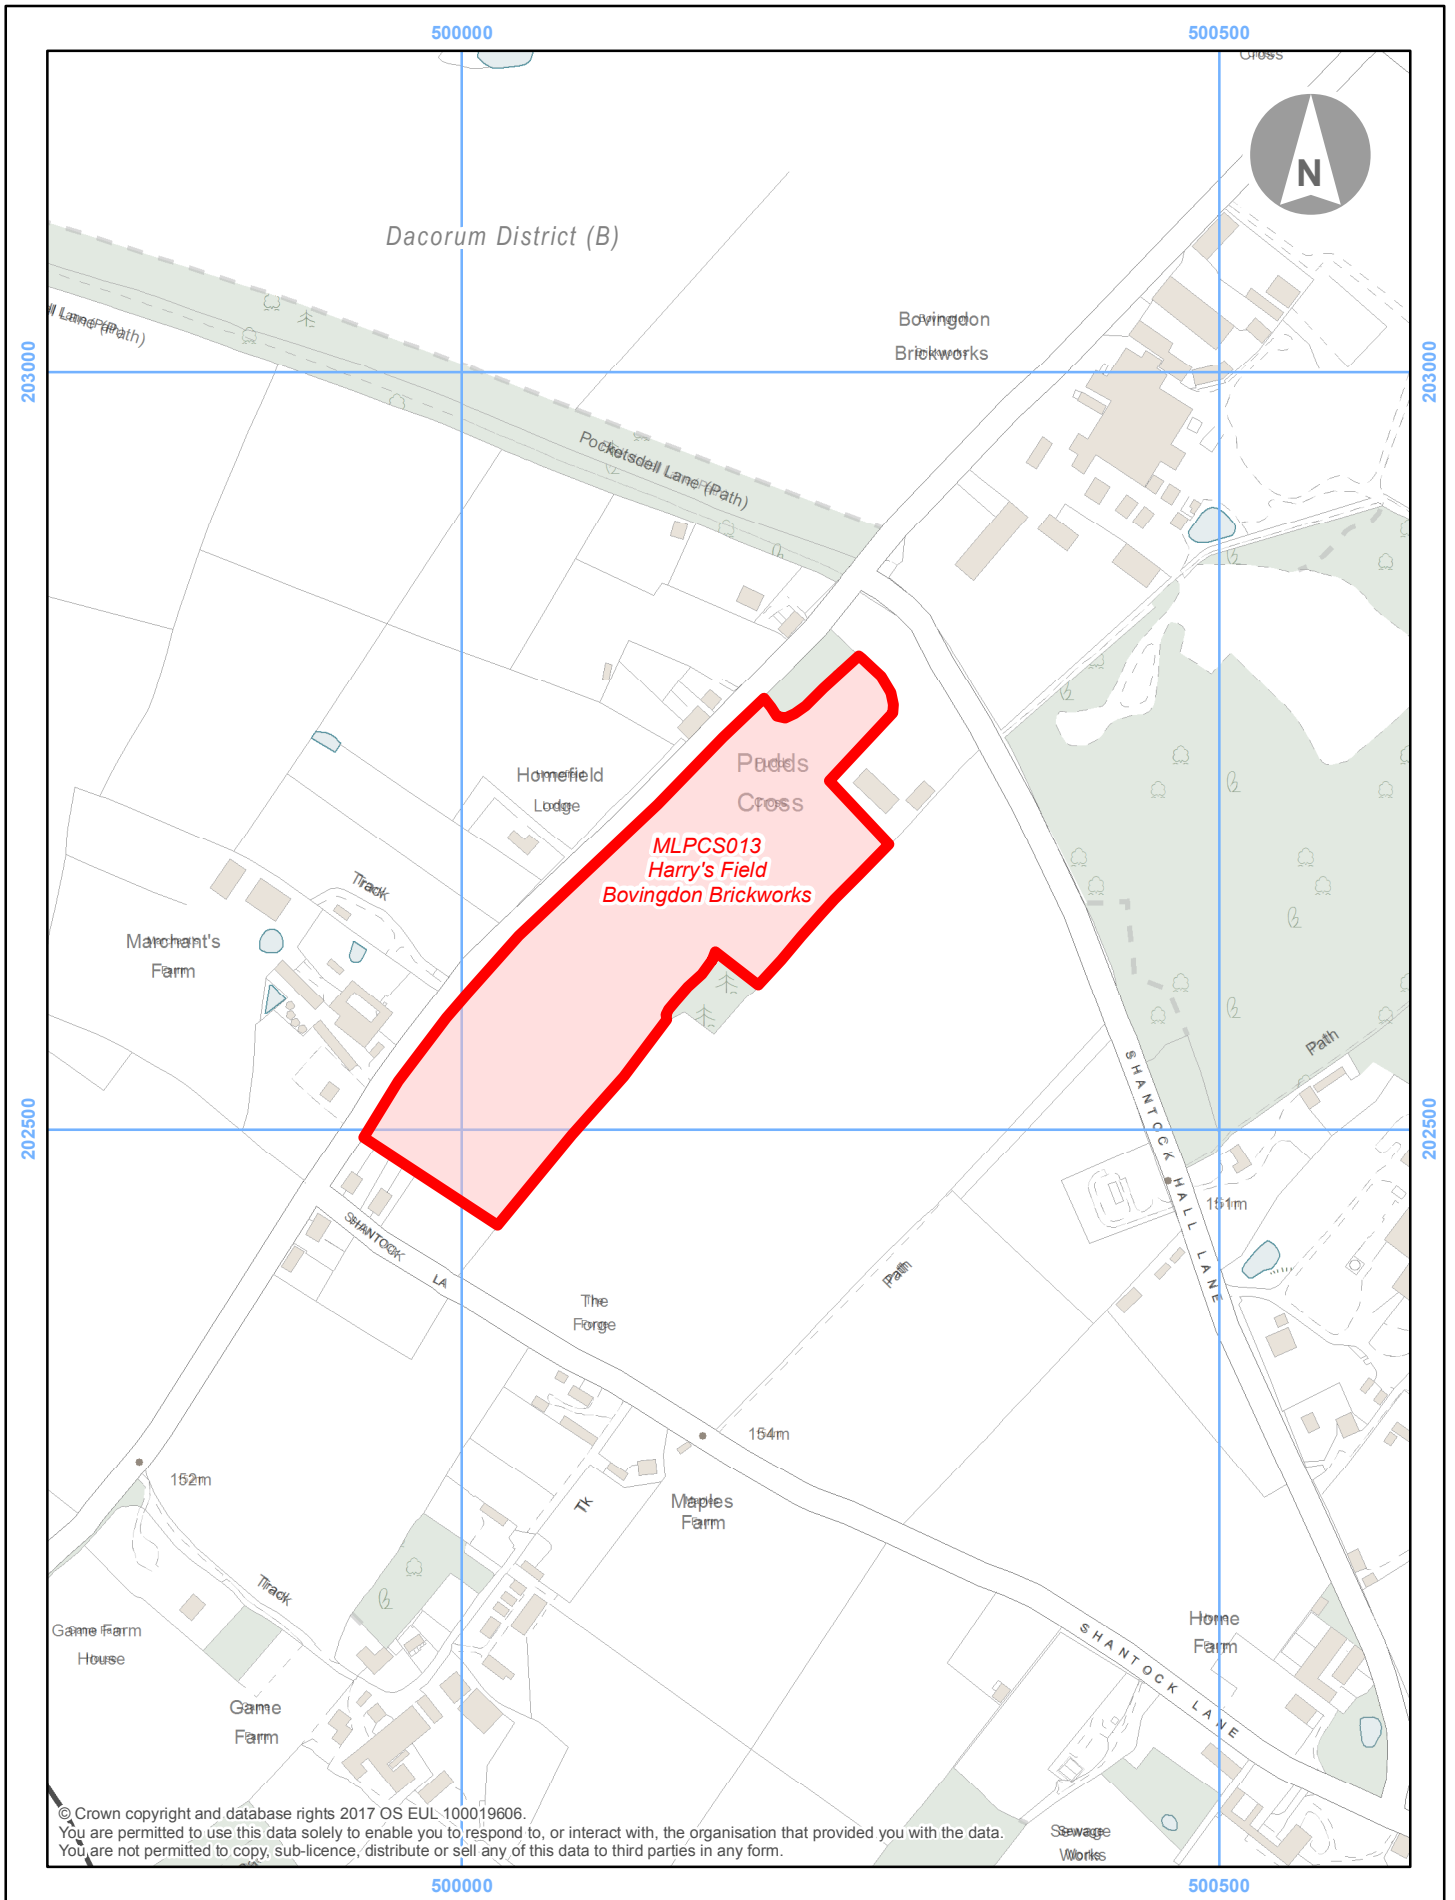 500000
500500
Cross
N
Dacorum District (B)
ll Lane (Path)
Bovingdon
Brickworks
203000
203000
Pocketsdell Lane (Path)
Pudds
Cross
Homefield
Lodge
MLPCS013
Harry's Field
Bovingdon Brickworks
Track
Marchant's
Farm
Path
SHANTOCK HALL LANE
202500
202500
151m
SHANTOCK LA
Path
The
Forge
154m
152m
Tk
Maples
Farm
Track
Game Farm
House
Home
Farm
SHANTOCK LANE
Game
Farm
© Crown copyright and database rights 2017 OS EUL 100019606.
You are permitted to use this data solely to enable you to respond to, or interact with, the organisation that provided you with the data.
You are not permitted to copy, sub-licence, distribute or sell any of this data to third parties in any form.
Sewage
Works
500000
500500